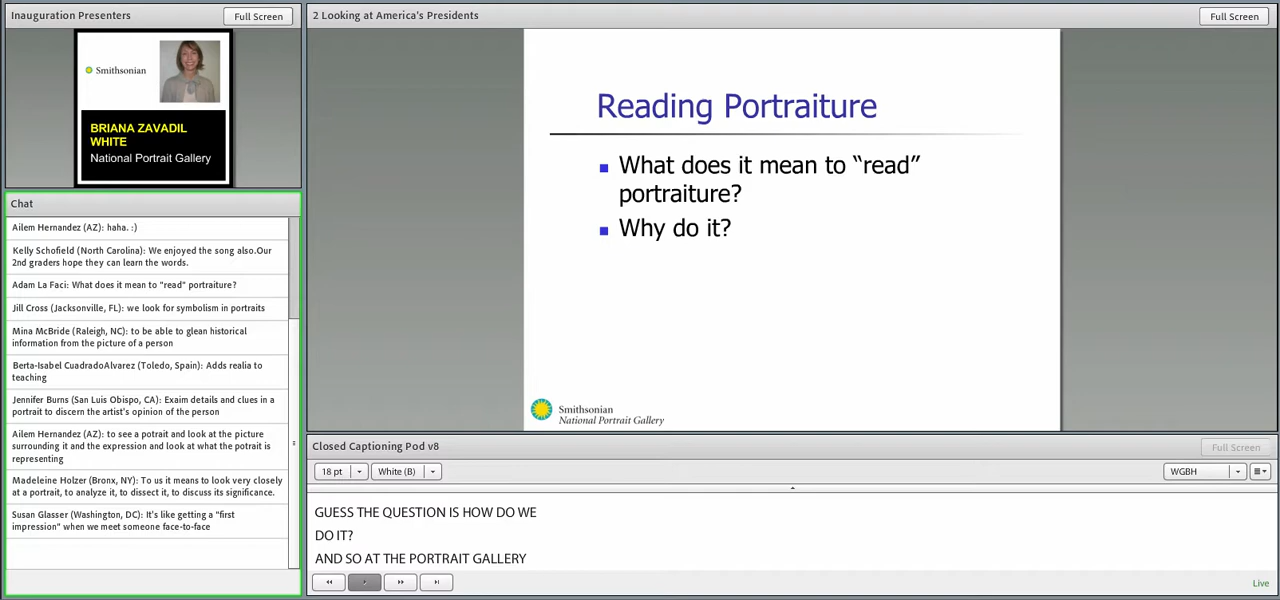 Inauguration Presenters
Full Screen
Smithsonian
BRIANA ZAVADIL
WHITE
National Portrait Gallery
Chat
Ailem Hernandez (AZ): haha. :)
Kelly Schofield (North Carolina): We enjoyed the song also.Our
2nd graders hope they can learn the words.
Adam La Faci: What does it mean to "read" portraiture?
Jill Cross (Jacksonville, FL): we look for symbolism in portraits
Mina McBride (Raleigh, NC): to be able to glean historical
information from the picture of a person
Berta-Isabel CuadradoAlvarez (Toledo, Spain): Adds realia to
teaching
Jennifer Burns (San Luis Obispo, CA): Exaim details and clues in a
portrait to discern the artist's opinion of the person
Ailem Hernandez (AZ): to see a potrait and look at the picture
surrounding it and the expression and look at what the potrait is
representing
Madeleine Holzer (Bronx, NY): To us it means to look very closely
at a portrait, to analyze it, to dissect it, to discuss its significance.
Susan Glasser (Washington, DC): It's like getting a "first
impression" when we meet someone face-to-face
2 Looking at America's Presidents
Full Screen
Reading Portraiture
What does it mean to “read”
portraiture?
Why do it?
Smithsonian
National Portrait Gallery
Closed Captioning Pod v8
Full Screen
18 pt
White (B)
WGBH
GUESS THE QUESTION IS HOW DO WE
DO IT?
AND SO AT THE PORTRAIT GALLERY
Live